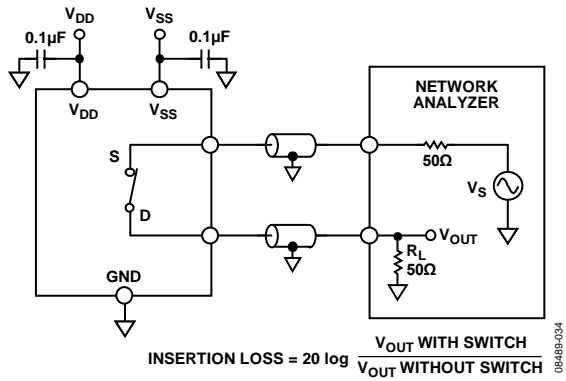 VDD
VSS
0.1µF
0.1µF
VDD
VSS
NETWORK
ANALYZER
S
50Ω
VS
D
VOUT
RL
50Ω
GND
INSERTION LOSS = 20 log VOUT WITH SWITCH
VOUT WITHOUT SWITCH
08489-034